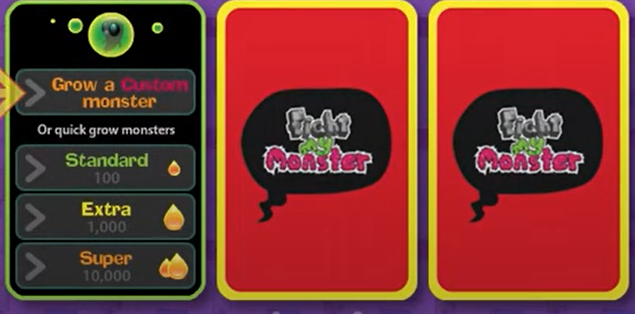 Grow a Custom
monster
Or quick grow monsters
Standard
100
Extra
1,000
Super
10,000
Fight
My
Monster
Fight
My
Monster